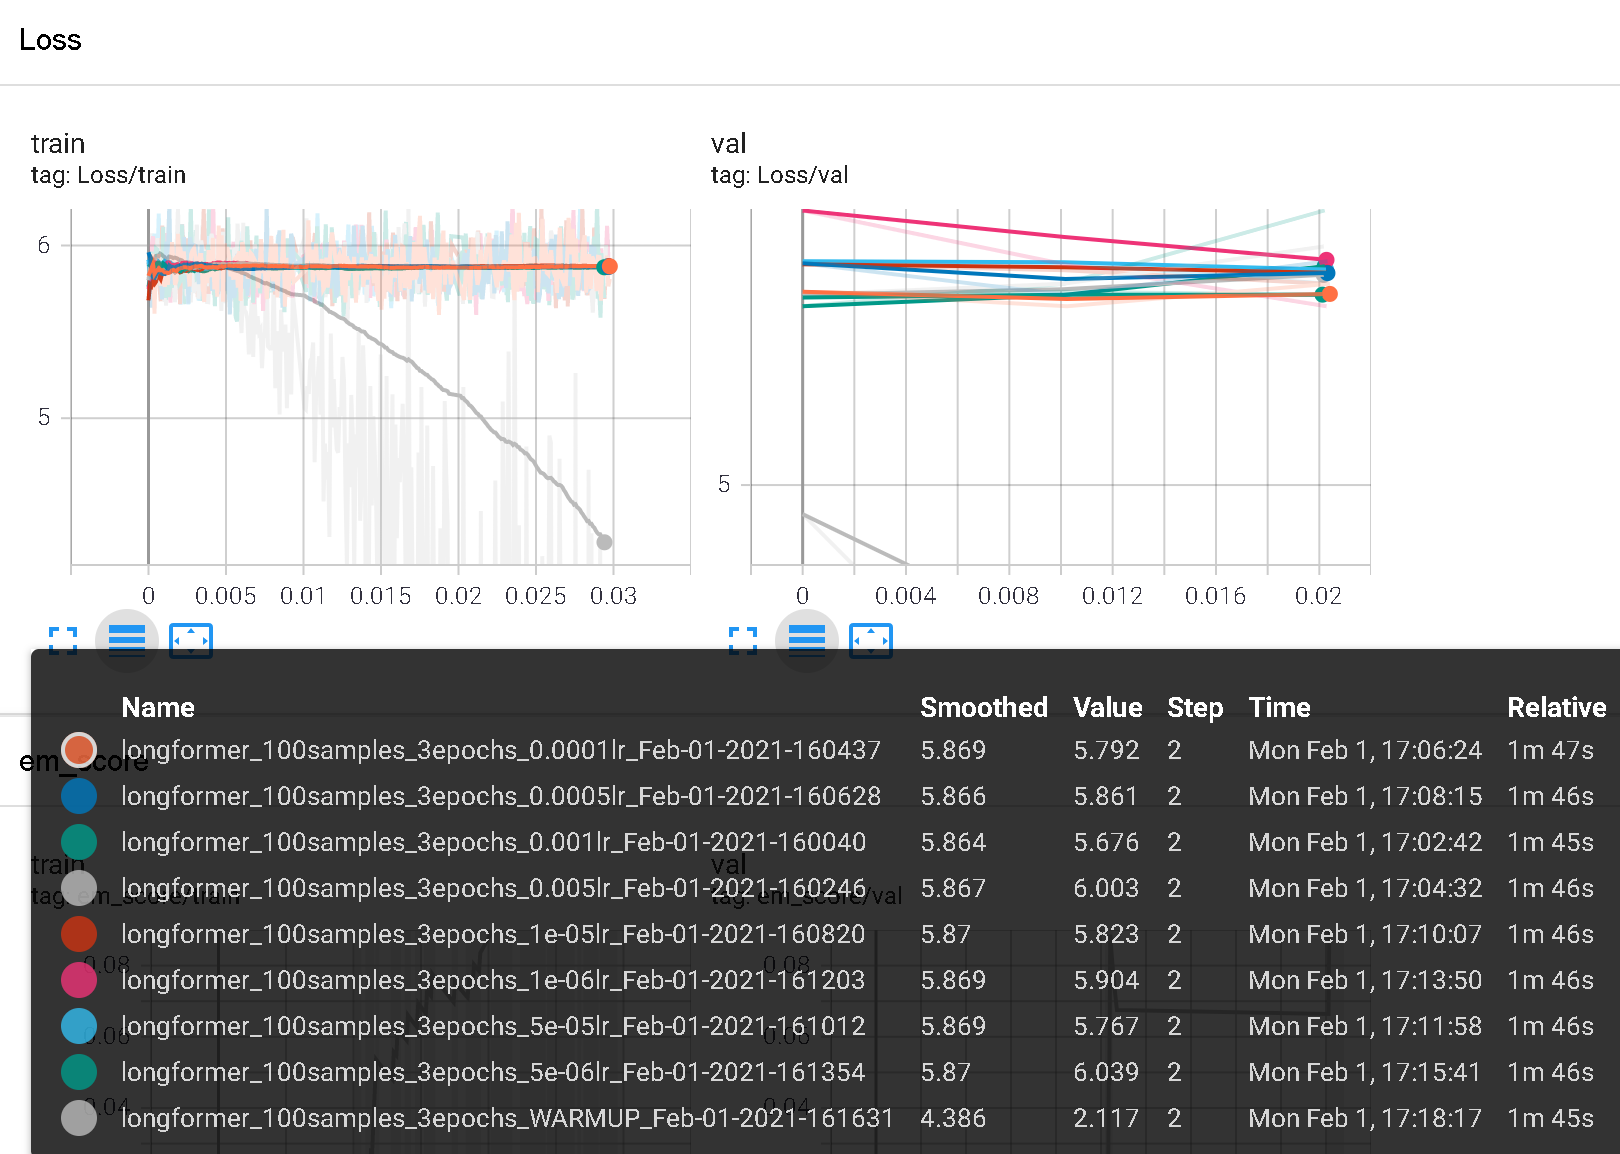 Loss
train
tag: Loss/train
6
5
0 0.005 0.01 0.015 0.02 0.025 0.03
val
tag: Loss/val
5
0 0.004 0.008 0.012 0.016 0.02
Name Smoothed Value Step Time Relative
longformer_100samples_3epochs_0.0001lr_Feb-01-2021-160437 5.869 5.792 2 Mon Feb 1, 17:06:24 1m 47s
longformer_100samples_3epochs_0.0005lr_Feb-01-2021-160628 5.866 5.861 2 Mon Feb 1, 17:08:15 1m 46s
longformer_100samples_3epochs_0.001lr_Feb-01-2021-160040 5.864 5.676 2 Mon Feb 1, 17:02:42 1m 45s
longformer_100samples_3epochs_0.005lr_Feb-01-2021-160246 5.867 6.003 2 Mon Feb 1, 17:04:32 1m 46s
longformer_100samples_3epochs_1e-05lr_Feb-01-2021-160820 5.87 5.823 2 Mon Feb 1, 17:10:07 1m 46s
longformer_100samples_3epochs_1e-06lr_Feb-01-2021-161203 5.869 5.904 2 Mon Feb 1, 17:13:50 1m 46s
longformer_100samples_3epochs_5e-05lr_Feb-01-2021-161012 5.869 5.767 2 Mon Feb 1, 17:11:58 1m 46s
longformer_100samples_3epochs_5e-06lr_Feb-01-2021-161354 5.87 6.039 2 Mon Feb 1, 17:15:41 1m 46s
longformer_100samples_3epochs_WARMUP_Feb-01-2021-161631 4.386 2.117 2 Mon Feb 1, 17:18:17 1m 45s
em_score
train
tag: em_score/train
0.08
0.06
0.04
val
tag: em_score/val
0.08
0.06
0.04